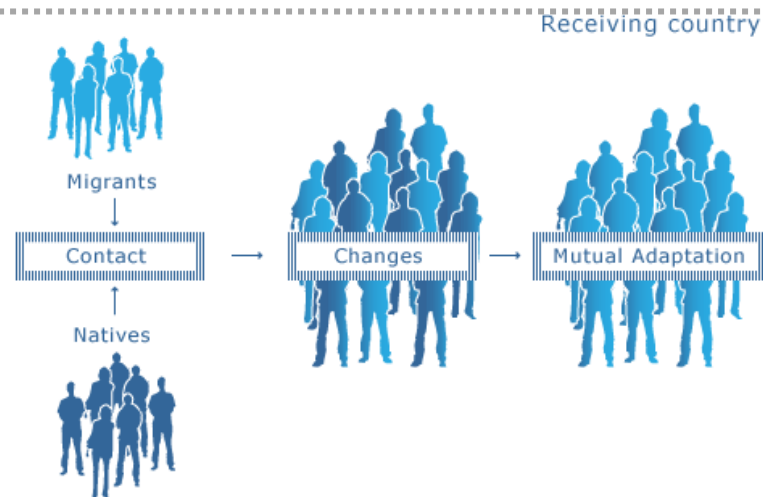 Receiving country
Migrants
Contact
Changes
Mutual Adaptation
Natives